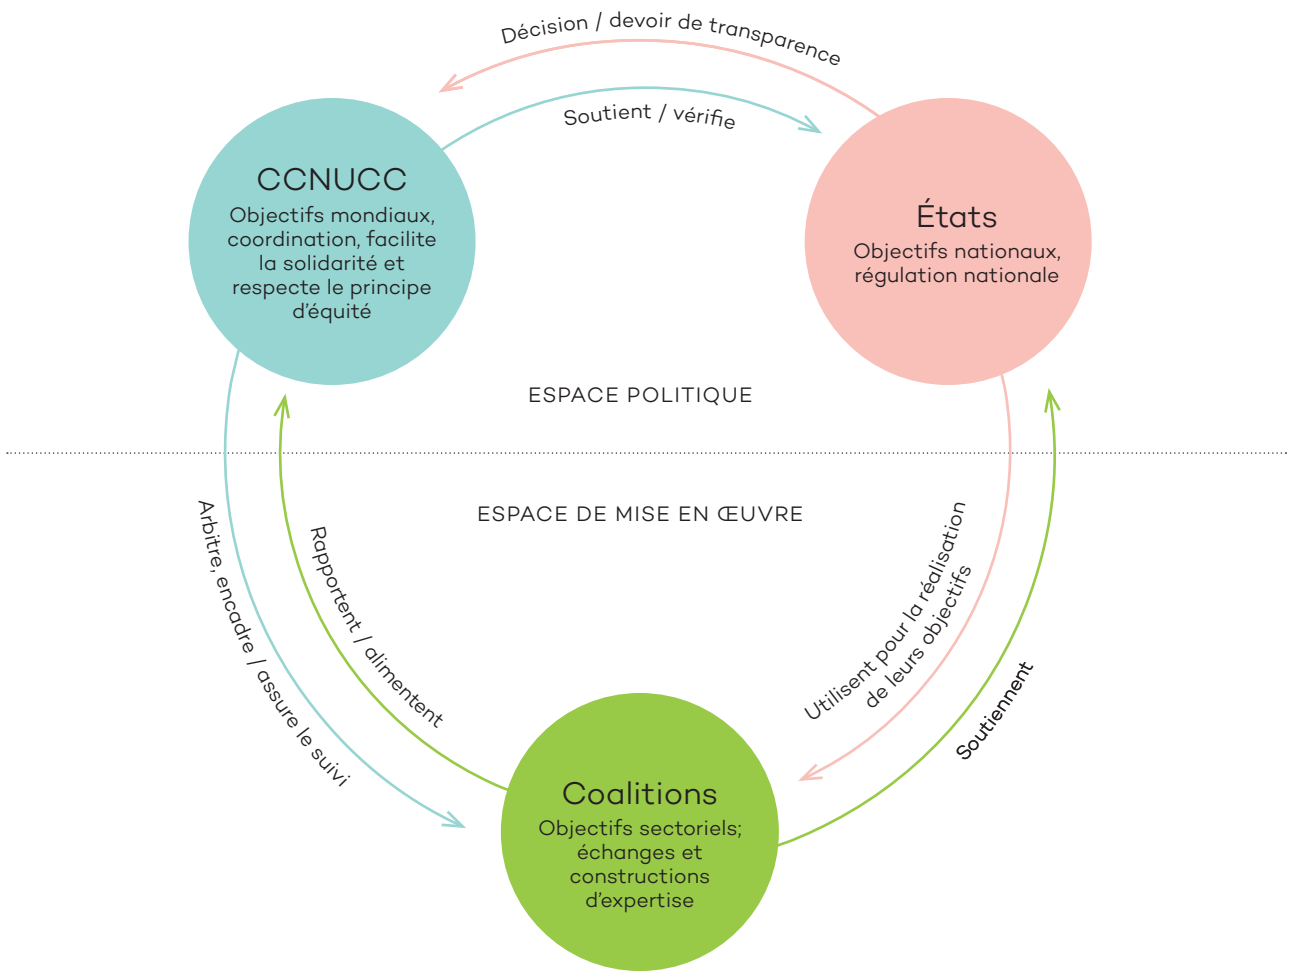 Décision / devoir de transparence
Soutient / vérifie
CCNUCC
Objectifs mondiaux,
coordination, facilite
la solidarité et
respecte le principe
d'équité
États
Objectifs nationaux,
régulation nationale
ESPACE POLITIQUE
ESPACE DE MISE EN ŒUVRE
Arbitre, encadre / assure le suivi
Rapportent / alimentent
Utilisent pour la réalisation
de leurs objectifs
Soutiennent
Coalitions
Objectifs sectoriels;
échanges et
constructions
d'expertise